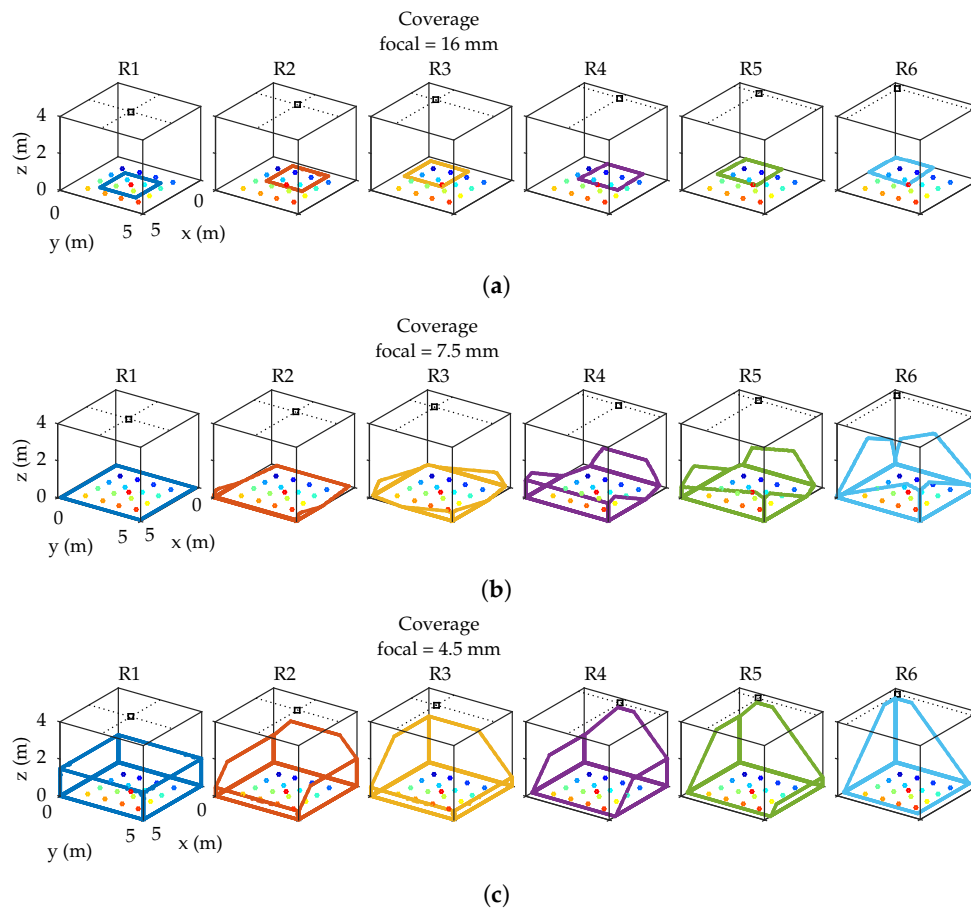 Coverage
focal = 16 mm
R1 R2 R3 R4 R5 R6
4
2
0
z (m)
0 0
5 5
y (m) x (m)
(a)
Coverage
focal = 7.5 mm
R1 R2 R3 R4 R5 R6
4
2
0
z (m)
0 0
5 5
y (m) x (m)
(b)
Coverage
focal = 4.5 mm
R1 R2 R3 R4 R5 R6
4
2
0
z (m)
0 0
5 5
y (m) x (m)
(c)